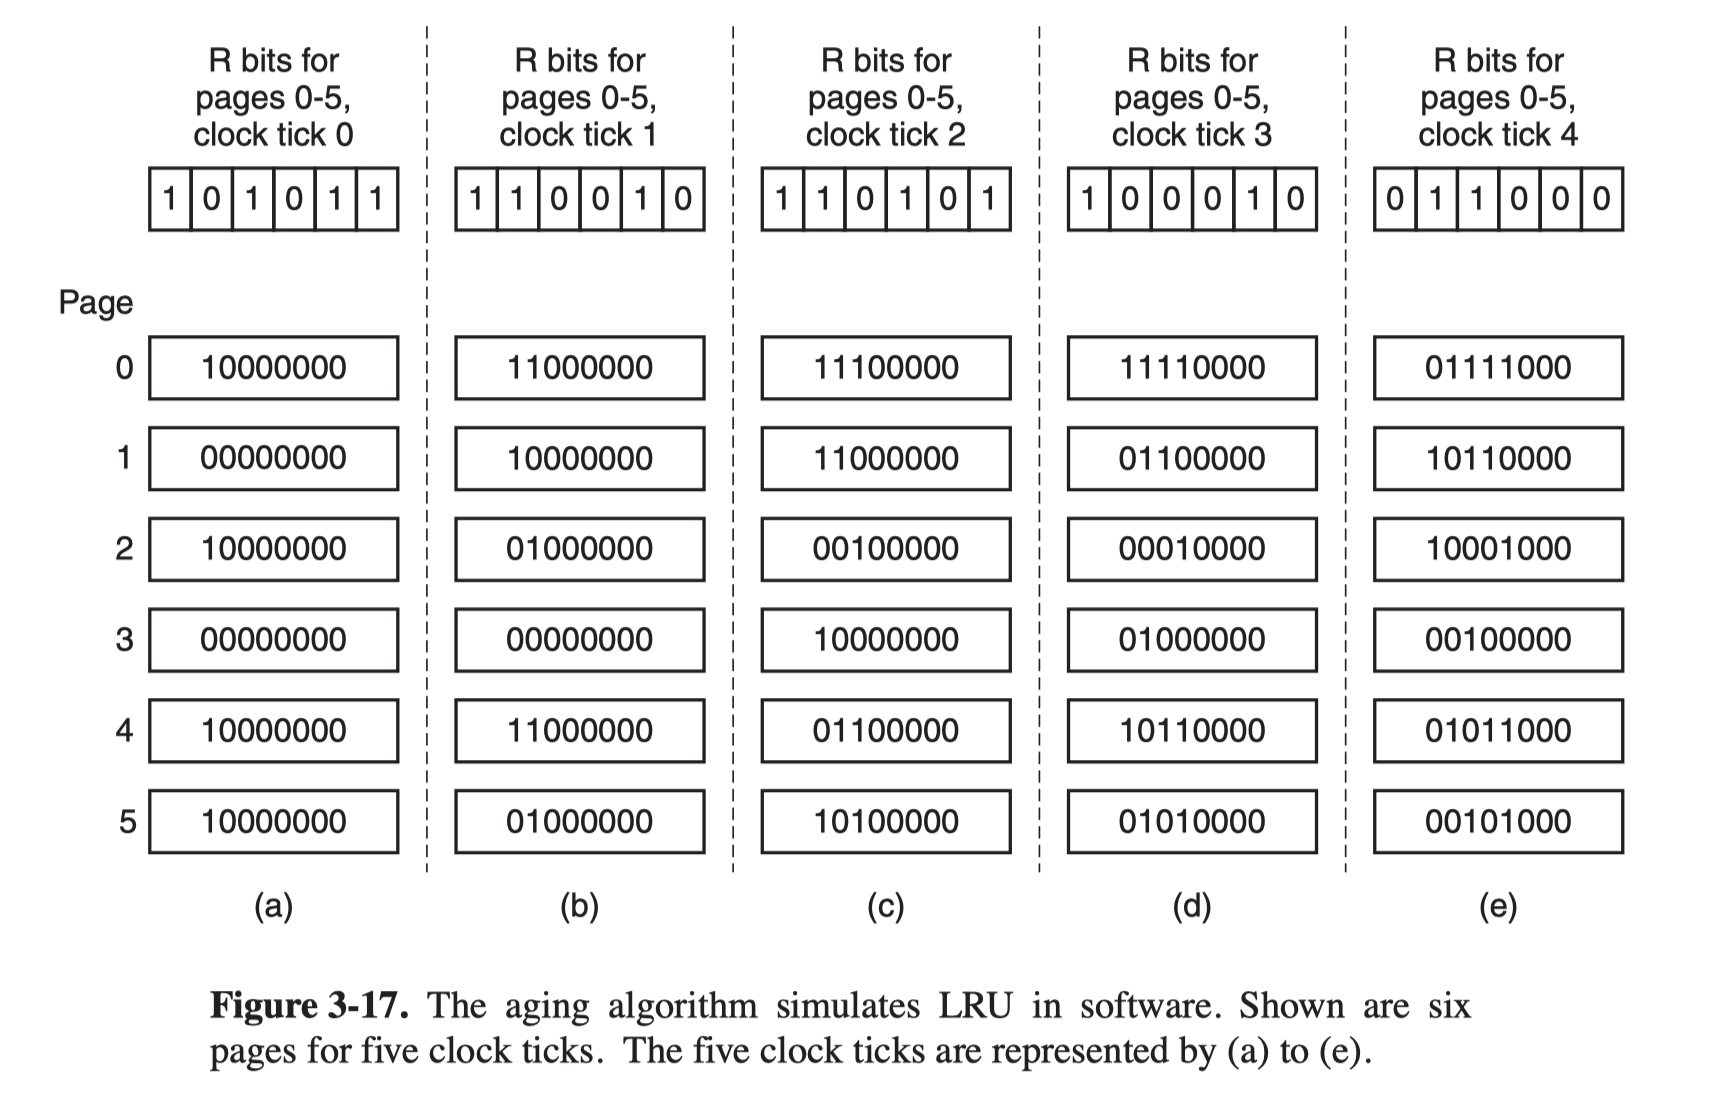 R bits for
pages 0-5,
clock tick 0
R bits for
pages 0-5,
clock tick 1
R bits for
pages 0-5,
clock tick 2
R bits for
pages 0-5,
clock tick 3
R bits for
pages 0-5,
clock tick 4
1 0 1 0 1 1
1 1 0 0 1 0
1 1 0 1 0 1
1 0 0 0 1 0
0 1 1 0 0 0
Page
0 10000000 11000000 11100000 11110000 01111000
1 00000000 10000000 11000000 01100000 10110000
2 10000000 01000000 00100000 00010000 10001000
3 00000000 00000000 10000000 01000000 00100000
4 10000000 11000000 01100000 10110000 01011000
5 10000000 01000000 10100000 01010000 00101000
(a) (b) (c) (d) (e)
Figure 3-17. The aging algorithm simulates LRU in software. Shown are six
pages for five clock ticks. The five clock ticks are represented by (a) to (e).